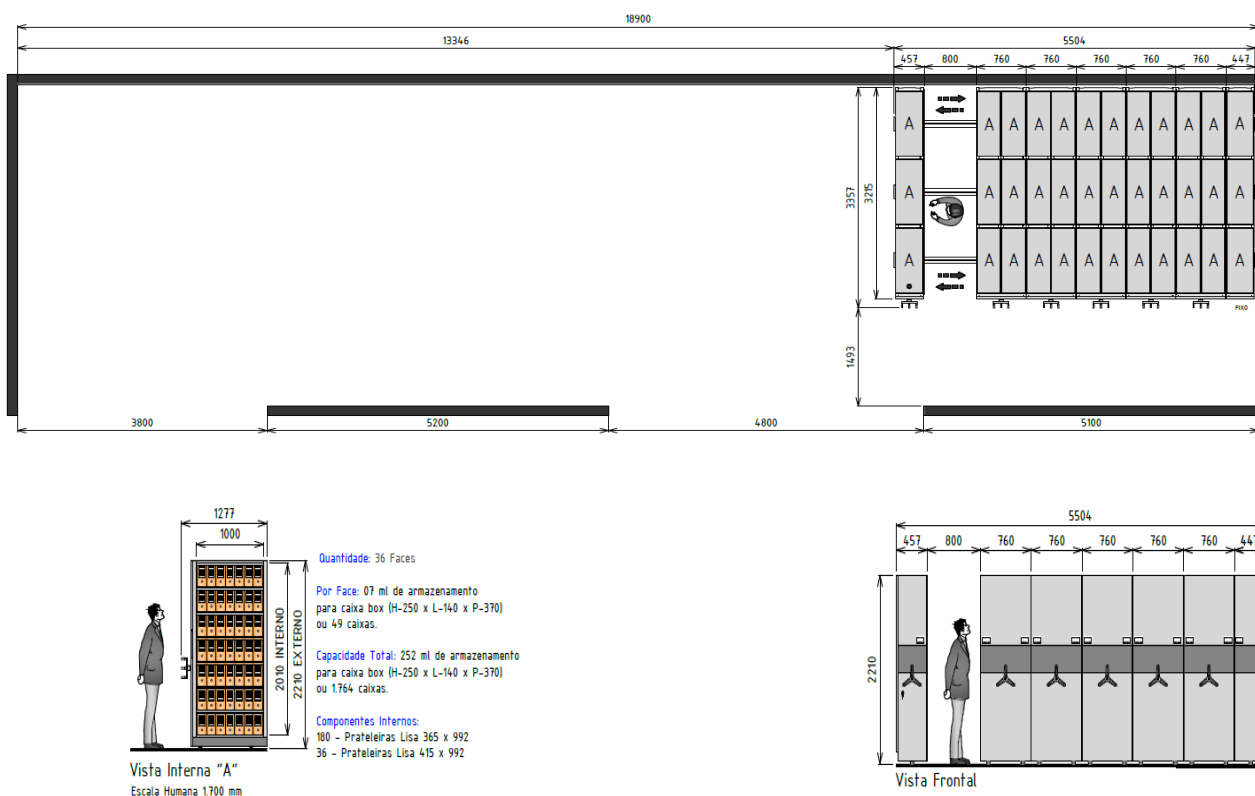 18900
13346
5504
457
800
760
760
760
760
760
447
A
A A A A A A A A A A A
A
A A A A A A A A A A A
A
A A A A A A A A A A A
3357
3215
FIXO
1493
3800
5200
4800
5100
1277
1000
2010 INTERNO
2210 EXTERNO
Quantidade: 36 Faces
Por Face: 07 ml de armazenamento
para caixa box (H-250 x L-140 x P-370)
ou 49 caixas.
Capacidade Total: 252 ml de armazenamento
para caixa box (H-250 x L-140 x P-370)
ou 1.764 caixas.
Componentes Internos:
180 - Prateleiras Lisa 365 x 992
36 - Prateleiras Lisa 415 x 992
Vista Interna "A"
Escala Humana 1.700 mm
5504
457
800
760
760
760
760
760
447
2210
Vista Frontal